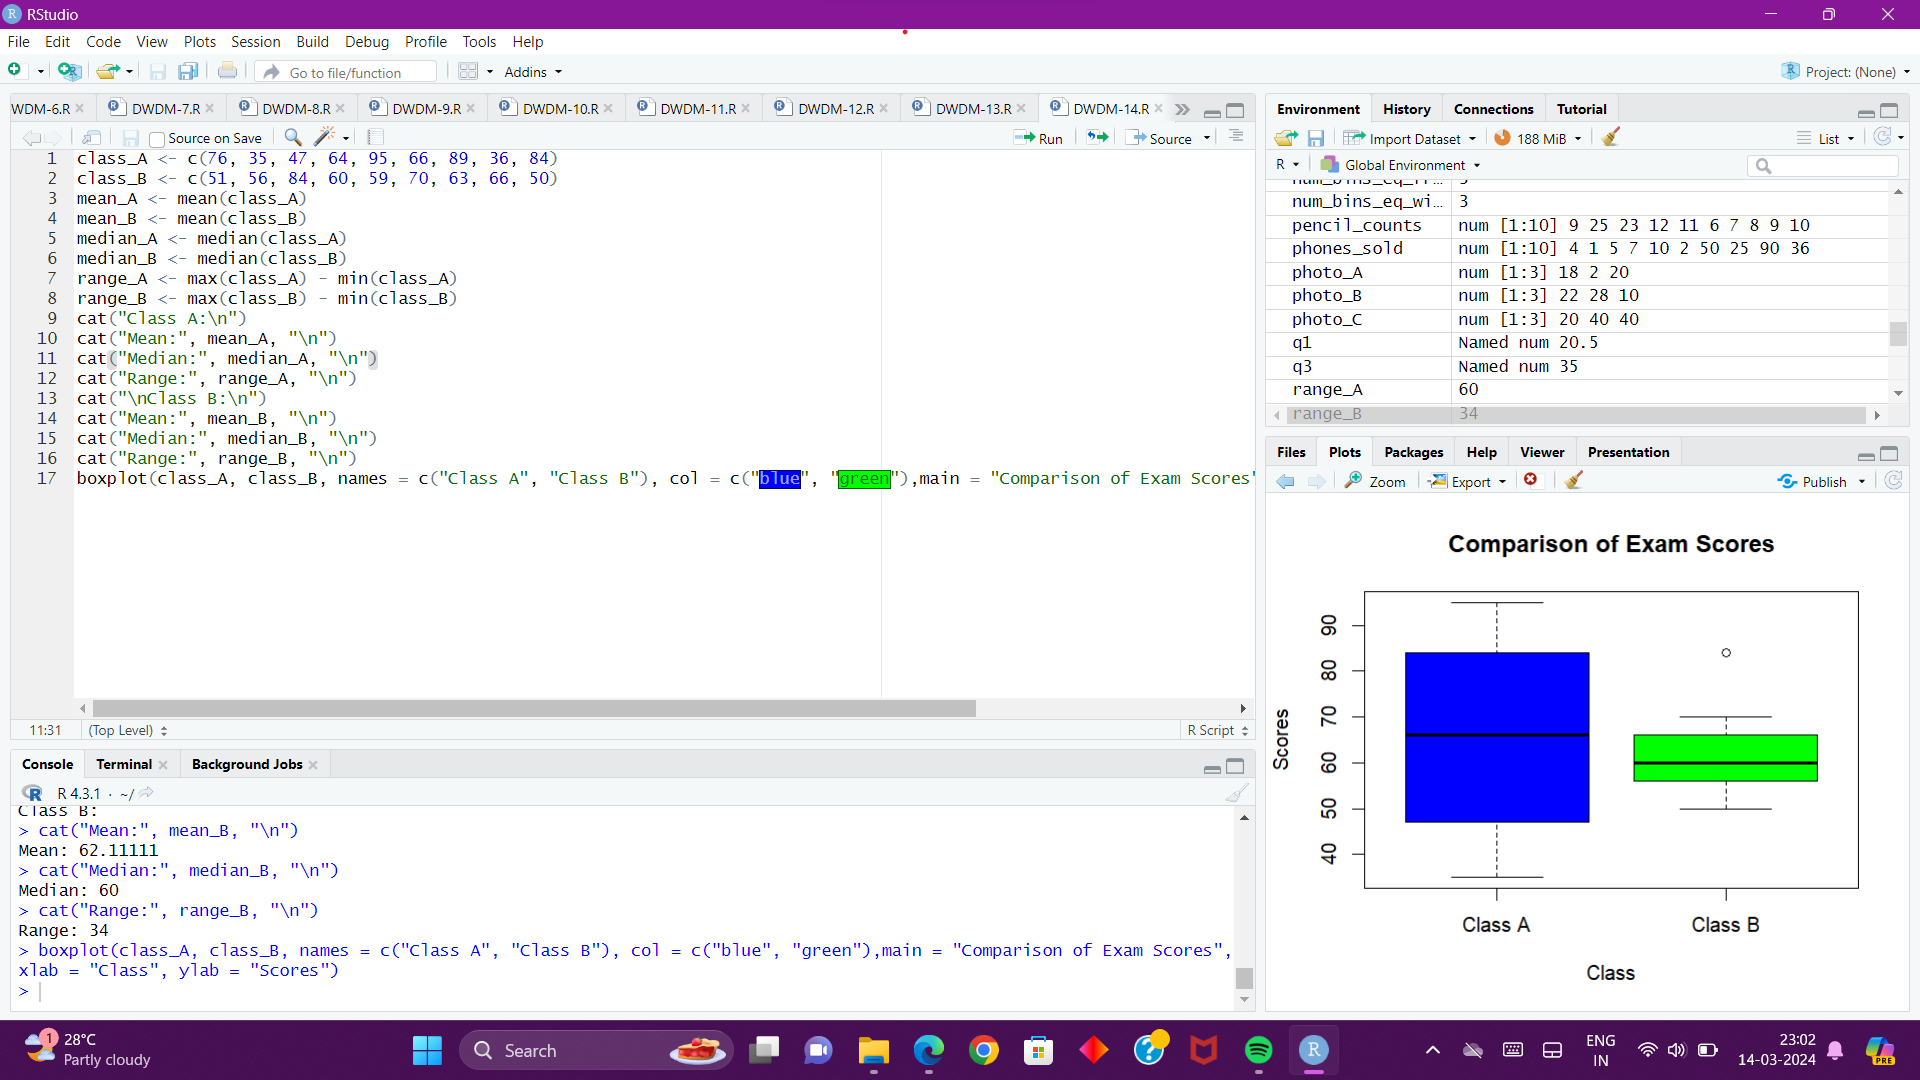 RStudio
File Edit Code View Plots Session Build Debug Profile Tools Help
Go to file/function Addins Project: (None)
WDM-6.R DWDM-7.R DWDM-8.R DWDM-9.R DWDM-10.R DWDM-11.R DWDM-12.R DWDM-13.R DWDM-14.R
Source on Save Run Source
1 class_A <- c(76, 35, 47, 64, 95, 66, 89, 36, 84)
2 class_B <- c(51, 56, 84, 60, 59, 70, 63, 66, 50)
3 mean_A <- mean(class_A)
4 mean_B <- mean(class_B)
5 median_A <- median(class_A)
6 median_B <- median(class_B)
7 range_A <- max(class_A) - min(class_A)
8 range_B <- max(class_B) - min(class_B)
9 cat("Class A:\n")
10 cat("Mean:", mean_A, "\n")
11 cat("Median:", median_A, "\n")
12 cat("Range:", range_A, "\n")
13 cat("\nClass B:\n")
14 cat("Mean:", mean_B, "\n")
15 cat("Median:", median_B, "\n")
16 cat("Range:", range_B, "\n")
17 boxplot(class_A, class_B, names = c("Class A", "Class B"), col = c("blue", "green"),main = "Comparison of Exam Scores"
11:31 (Top Level) R Script
Console Terminal Background Jobs
R 4.3.1 · ~/
Class B:
> cat("Mean:", mean_B, "\n")
Mean: 62.11111
> cat("Median:", median_B, "\n")
Median: 60
> cat("Range:", range_B, "\n")
Range: 34
> boxplot(class_A, class_B, names = c("Class A", "Class B"), col = c("blue", "green"),main = "Comparison of Exam Scores",
xlab = "Class", ylab = "Scores")
>
Environment History Connections Tutorial
Import Dataset 188 MiB List
R Global Environment
num_bins_eq_wi… 3
pencil_counts num [1:10] 9 25 23 12 11 6 7 8 9 10
phones_sold num [1:10] 4 1 5 7 10 2 50 25 90 36
photo_A num [1:3] 18 2 20
photo_B num [1:3] 22 28 10
photo_C num [1:3] 20 40 40
q1 Named num 20.5
q3 Named num 35
range_A 60
range_B 34
Files Plots Packages Help Viewer Presentation
Zoom Export Publish
Comparison of Exam Scores
Scores
90
80
70
60
50
40
Class A Class B
Class
1 28°C
Partly cloudy
Search
PRE
ENG
IN
23:02
14-03-2024